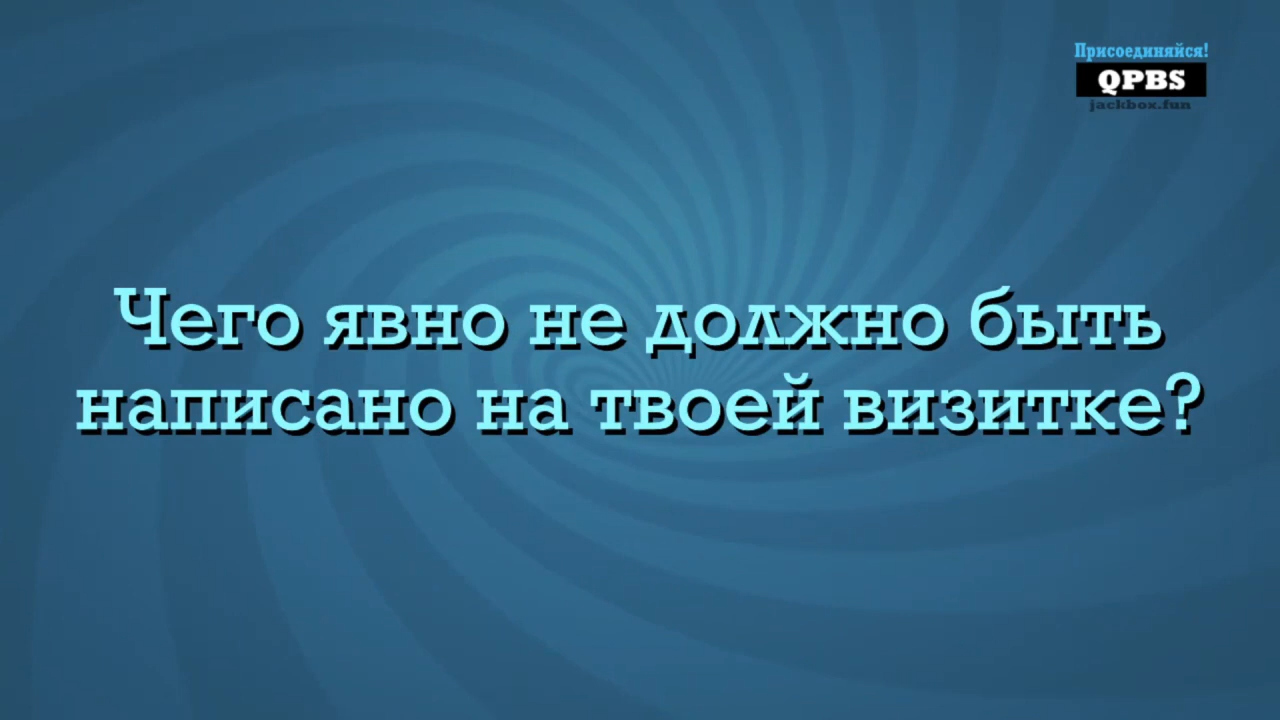 Присоединяйся!
QPBS
jackbox.fun
Чего явно не должно быть
написано на твоей визитке?